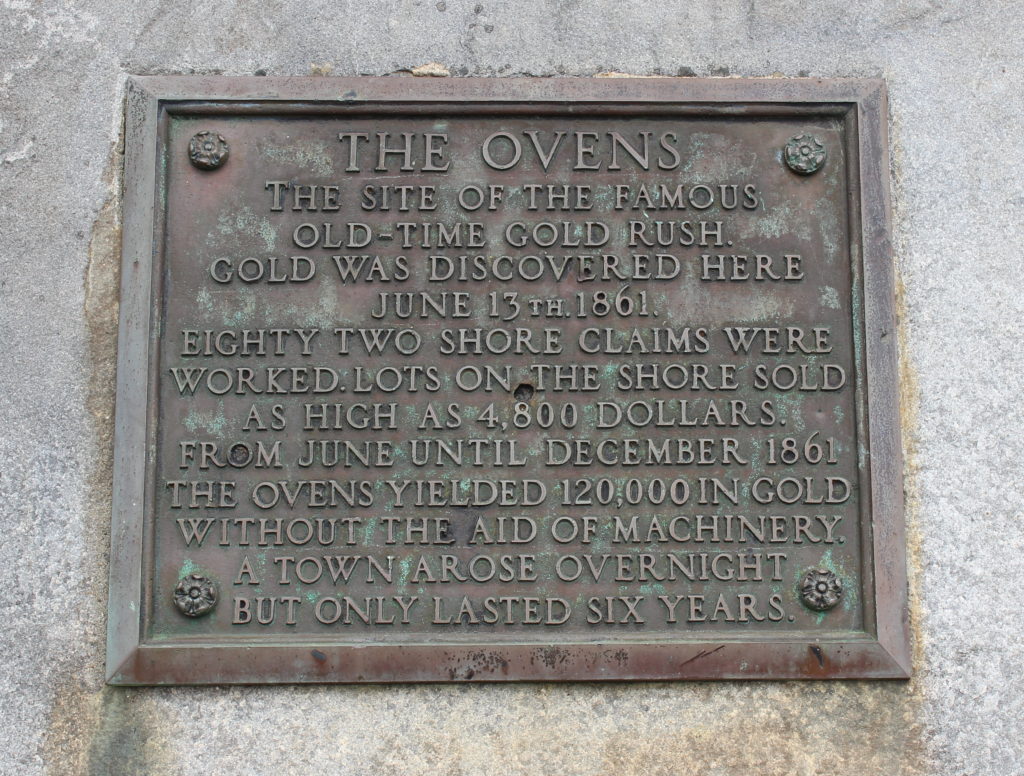 THE OVENS
THE SITE OF THE FAMOUS
OLD-TIME GOLD RUSH.
GOLD WAS DISCOVERED HERE
JUNE 13TH. 1861.
EIGHTY TWO SHORE CLAIMS WERE
WORKED. LOTS ON THE SHORE SOLD
AS HIGH AS 4,800 DOLLARS.
FROM JUNE UNTIL DECEMBER 1861
THE OVENS YIELDED 120,000 IN GOLD
WITHOUT THE AID OF MACHINERY.
A TOWN AROSE OVERNIGHT
BUT ONLY LASTED SIX YEARS.